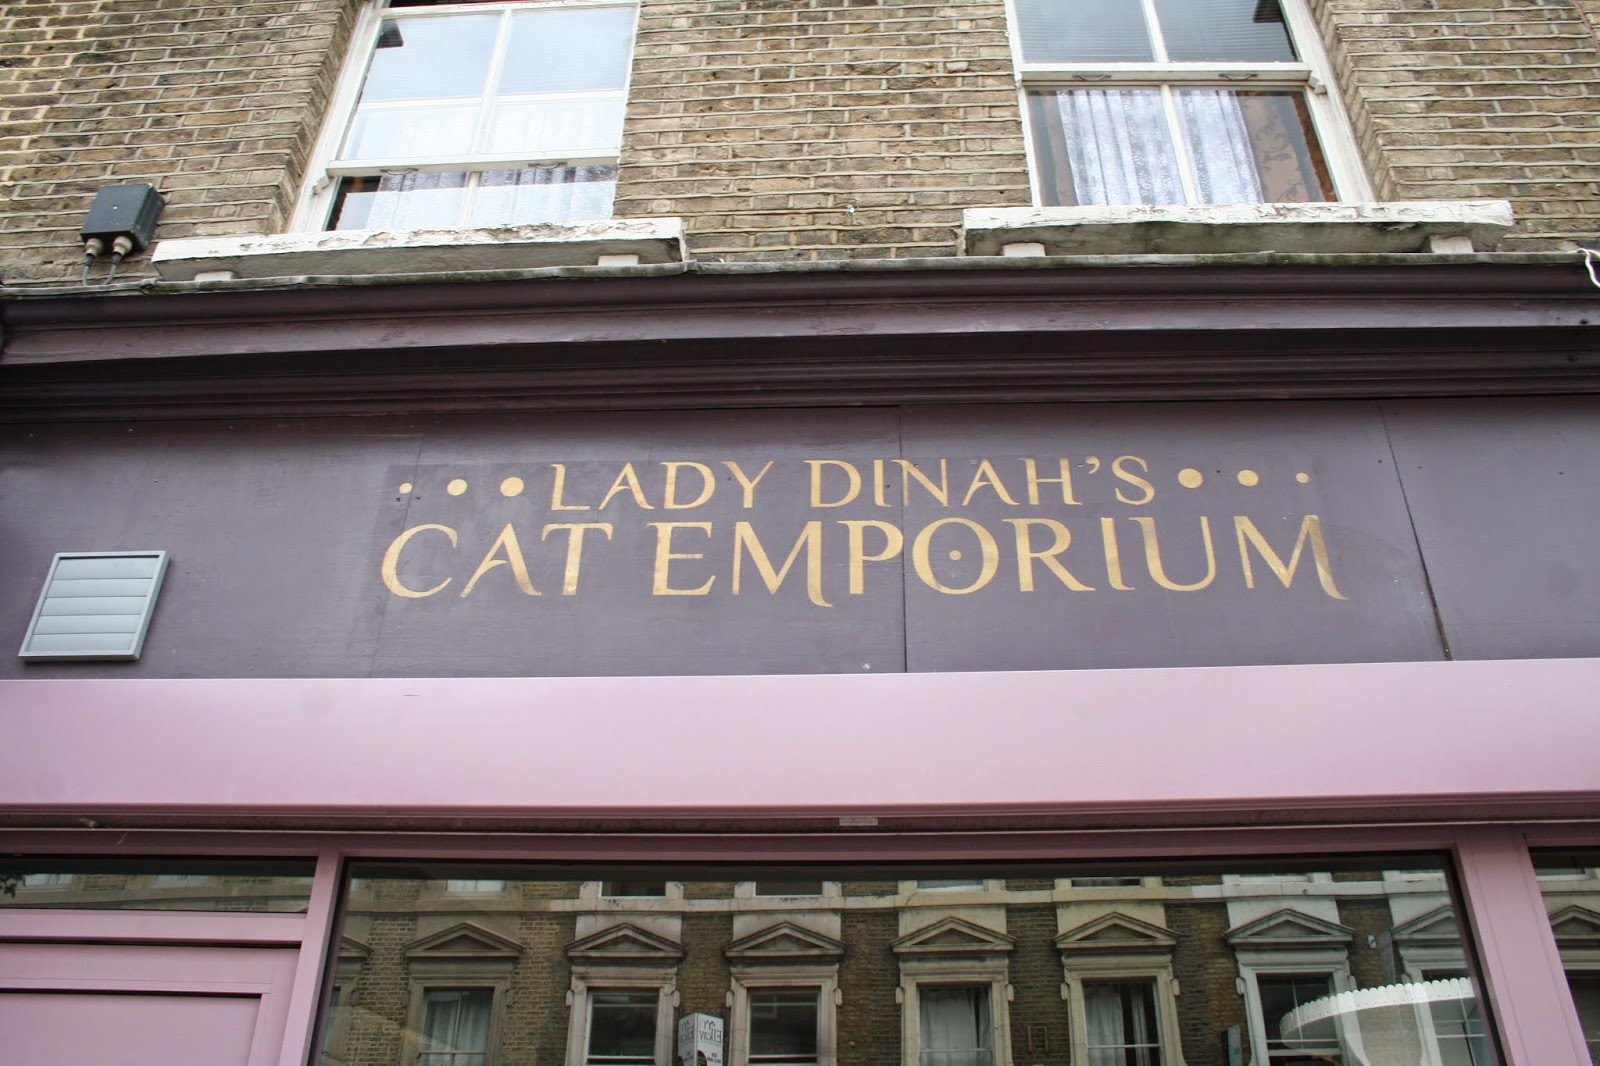 LADY DINAH'S
CAT EMPORIUM